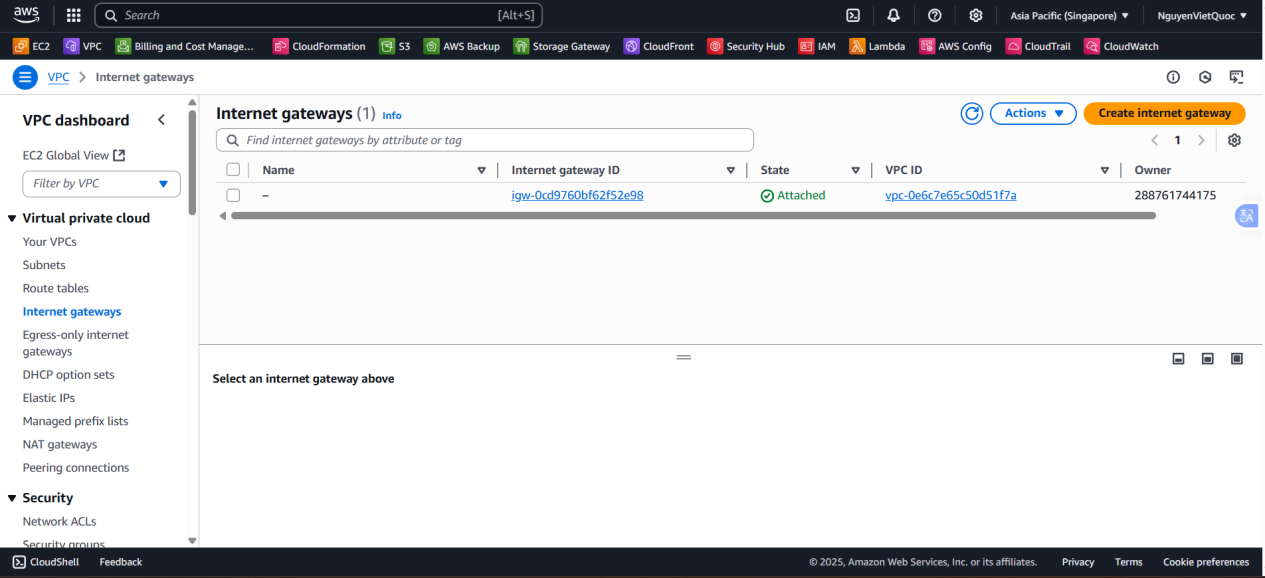 aws
Search [Alt+S]
Asia Pacific (Singapore) NguyenVietQuoc
EC2 VPC Billing and Cost Manage... CloudFormation S3 AWS Backup Storage Gateway CloudFront Security Hub IAM Lambda AWS Config CloudTrail CloudWatch
VPC > Internet gateways
VPC dashboard
EC2 Global View
Filter by VPC
Virtual private cloud
Your VPCs
Subnets
Route tables
Internet gateways
Egress-only internet
gateways
DHCP option sets
Elastic IPs
Managed prefix lists
NAT gateways
Peering connections
Security
Network ACLs
Security groups
Internet gateways (1) Info
Actions
Create internet gateway
Find internet gateways by attribute or tag
1
Name Internet gateway ID State VPC ID Owner
– igw-0cd9760bf62f52e98 Attached vpc-0e6c7e65c50d51f7a 288761744175
Select an internet gateway above
CloudShell Feedback © 2025, Amazon Web Services, Inc. or its affiliates. Privacy Terms Cookie preferences